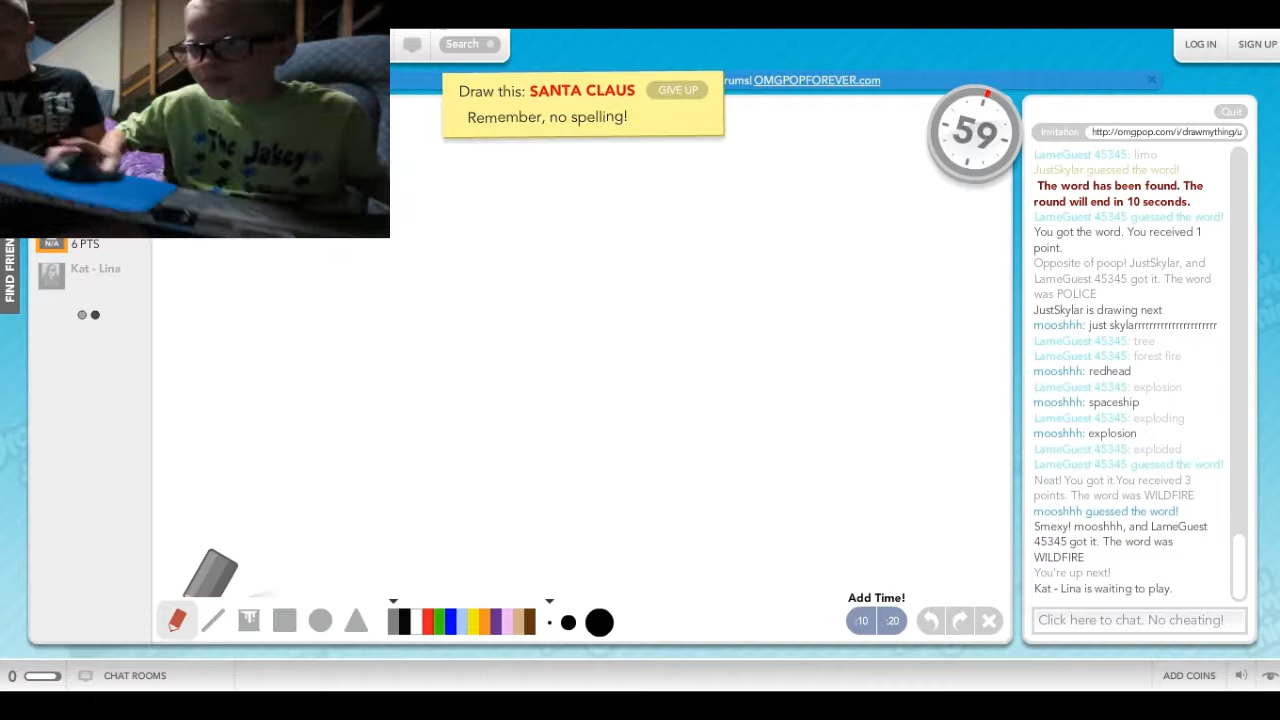 Search
LOG IN
SIGN UP
rums! OMGPOPFOREVER.com
Draw this: SANTA CLAUS
GIVE UP
Remember, no spelling!
59
Quit
Invitation
http://omgpop.com/i/drawmything/u
LameGuest 45345: limo
JustSkylar guessed the word!
The word has been found. The
round will end in 10 seconds.
LameGuest 45345 guessed the word!
You got the word. You received 1
point.
Opposite of poop! JustSkylar, and
LameGuest 45345 got it. The word
was POLICE
JustSkylar is drawing next
mooshhh: just skylarrrrrrrrrrrrrrrrrrrrrr
LameGuest 45345: tree
LameGuest 45345: forest fire
mooshhh: redhead
LameGuest 45345: explosion
mooshhh: spaceship
LameGuest 45345: exploding
mooshhh: explosion
LameGuest 45345: exploded
LameGuest 45345 guessed the word!
Neat! You got it.You received 3
points. The word was WILDFIRE
mooshhh guessed the word!
Smexy! mooshhh, and LameGuest
45345 got it. The word was
WILDFIRE
You're up next!
Kat - Lina is waiting to play.
Click here to chat. No cheating!
The Jakey
FIND FRIEN
N/A
6 PTS
Kat - Lina
Add Time!
:10
:20
0
CHAT ROOMS
ADD COINS